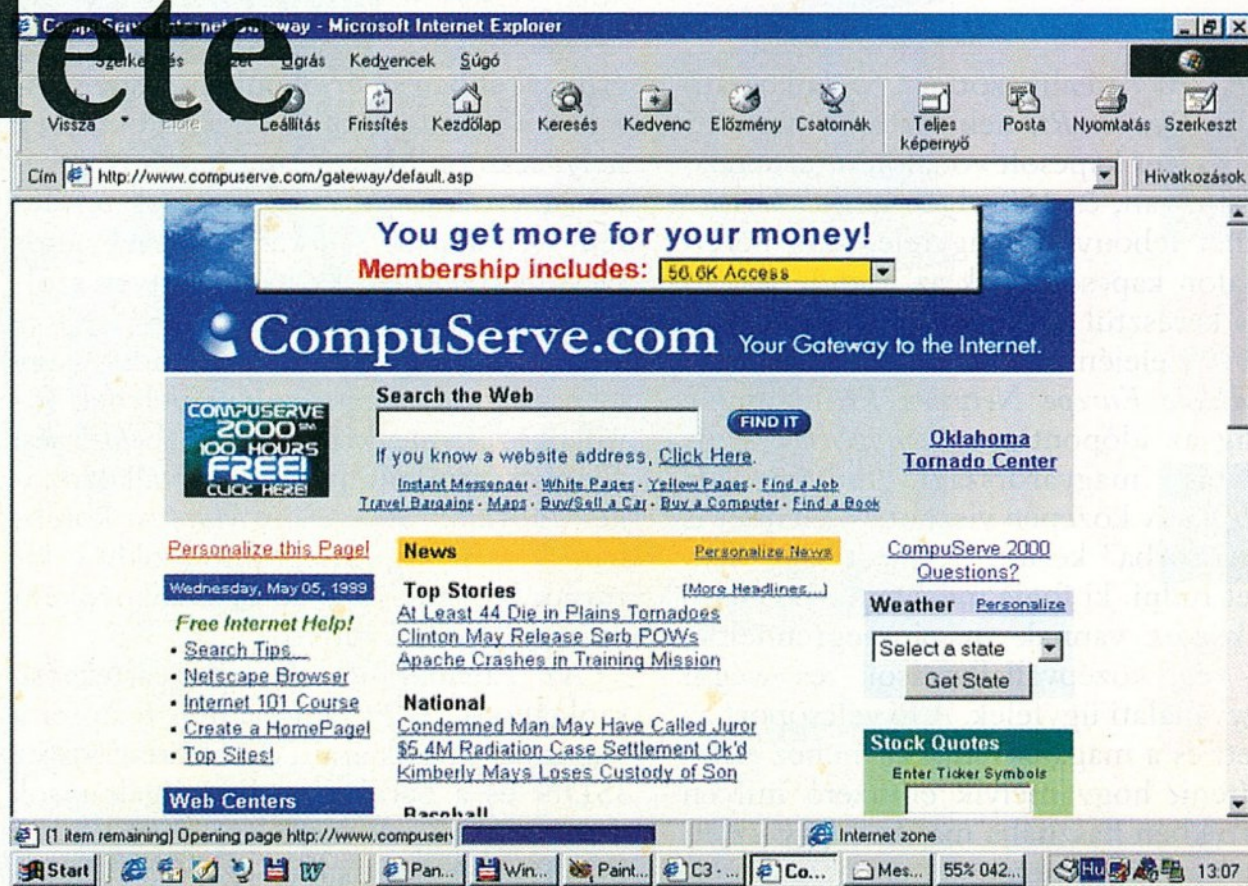 lete
CompuServe Internet Gateway - Microsoft Internet Explorer
Ugrás Kedvencek Súgó
Vissza Előre Leállítás Frissítés Kezdőlap Keresés Kedvenc Előzmény Csatornák Teljes képernyő Posta Nyomtatás Szerkeszt
Cím http://www.compuserve.com/gateway/default.asp Hivatkozások
You get more for your money!
Membership includes: 56.6K Access
CompuServe.com Your Gateway to the Internet.
COMPUSERVE
2000 SM
100 HOURS
FREE!
CLICK HERE!
Search the Web
FIND IT
If you know a website address, Click Here.
Instant Messenger - White Pages - Yellow Pages - Find a Job
Travel Bargains - Maps - Buy/Sell a Car - Buy a Computer - Find a Book
Oklahoma
Tornado Center
Personalize this Page!
Wednesday, May 05, 1999
Free Internet Help!
• Search Tips...
• Netscape Browser
• Internet 101 Course
• Create a HomePage!
• Top Sites!
Web Centers
News Personalize News
Top Stories (More Headlines...)
At Least 44 Die in Plains Tornadoes
Clinton May Release Serb POWs
Apache Crashes in Training Mission
National
Condemned Man May Have Called Juror
$5.4M Radiation Case Settlement Ok'd
Kimberly Mays Loses Custody of Son
Baseball
CompuServe 2000
Questions?
Weather Personalize
Select a state
Get State
Stock Quotes
Enter Ticker Symbols
(1 item remaining) Opening page http://www.compuserv Internet zone
Start Pan... Win... Paint... C3 - ... Co... Mes... 55% 042... Hu 13:07